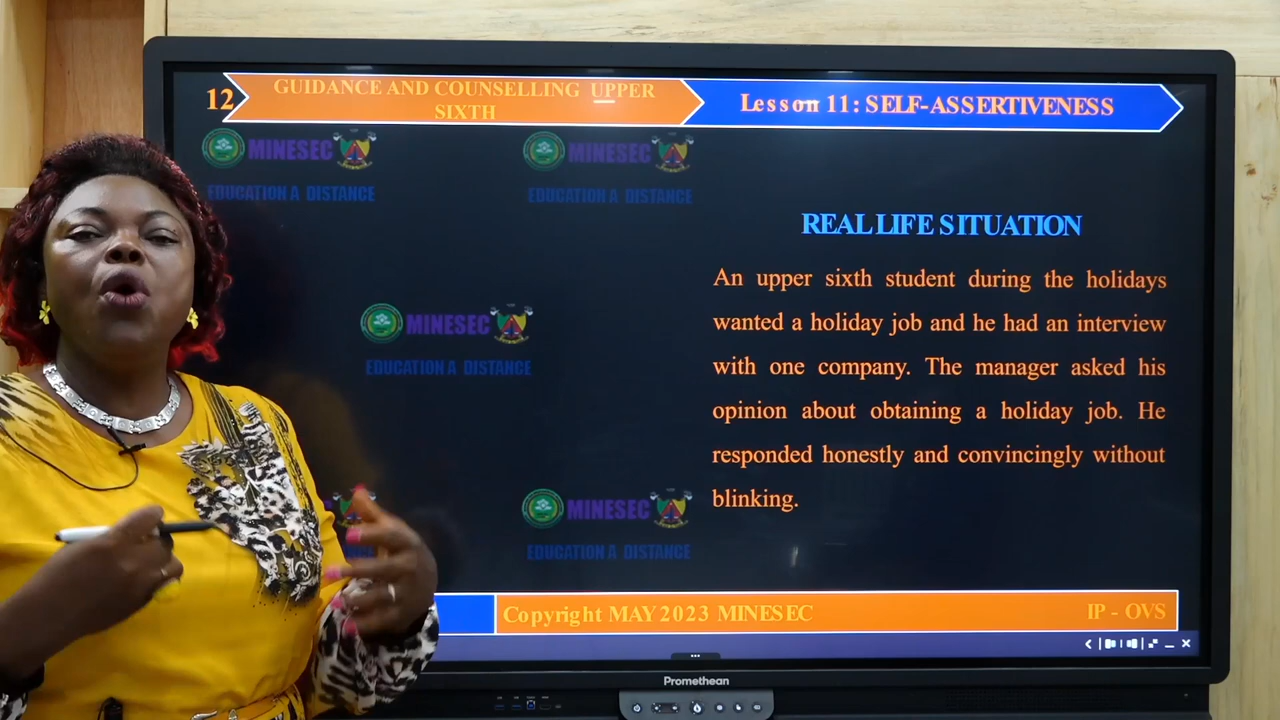 12
GUIDANCE AND COUNSELLING UPPER
SIXTH
Lesson 11: SELF-ASSERTIVENESS
MINESEC
EDUCATION A DISTANCE
MINESEC
EDUCATION A DISTANCE
REAL LIFE SITUATION
An upper sixth student during the holidays
wanted a holiday job and he had an interview
with one company. The manager asked his
opinion about obtaining a holiday job. He
responded honestly and convincingly without
blinking.
MINESEC
EDUCATION A DISTANCE
MINESEC
EDUCATION A DISTANCE
Copyright MAY 2023 MINESEC
IP - OVS
Promethean